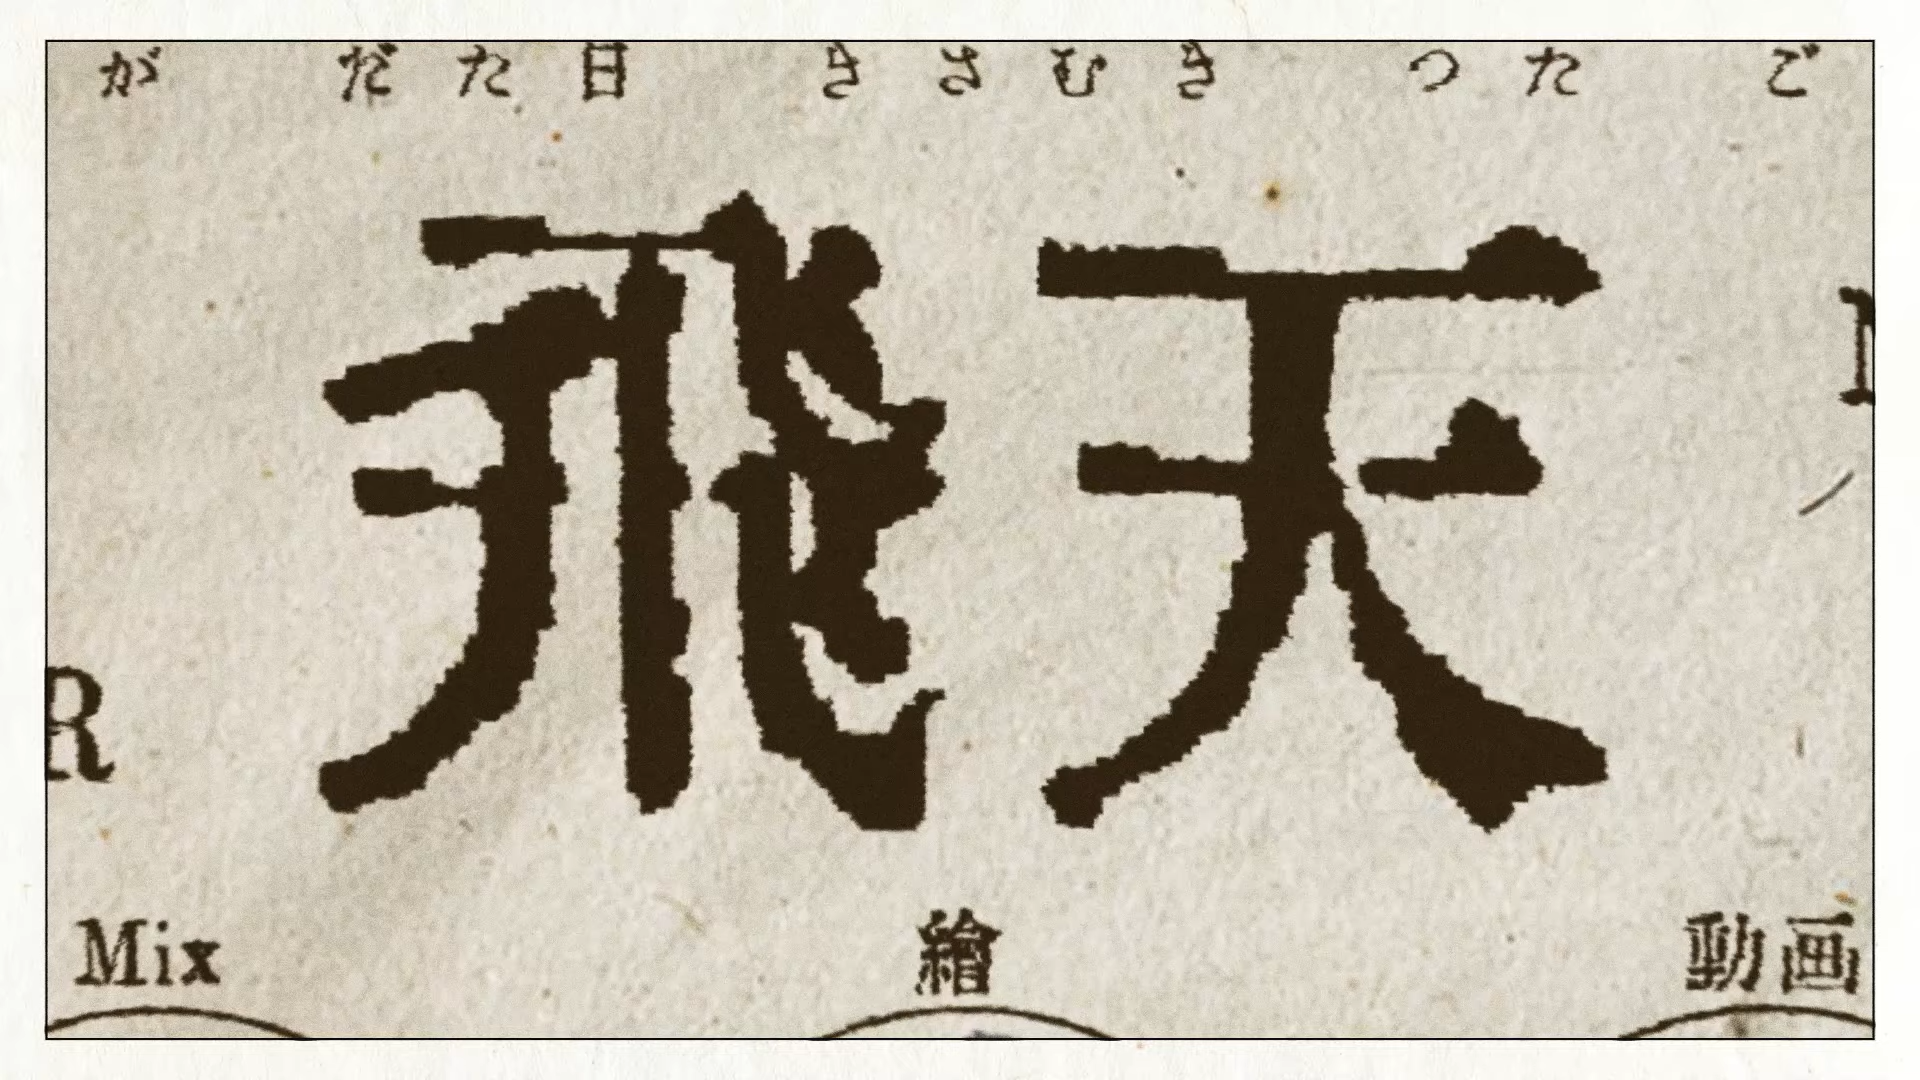 が だた日 きさむき つた ご
飛天
R
Mix 繪 動画